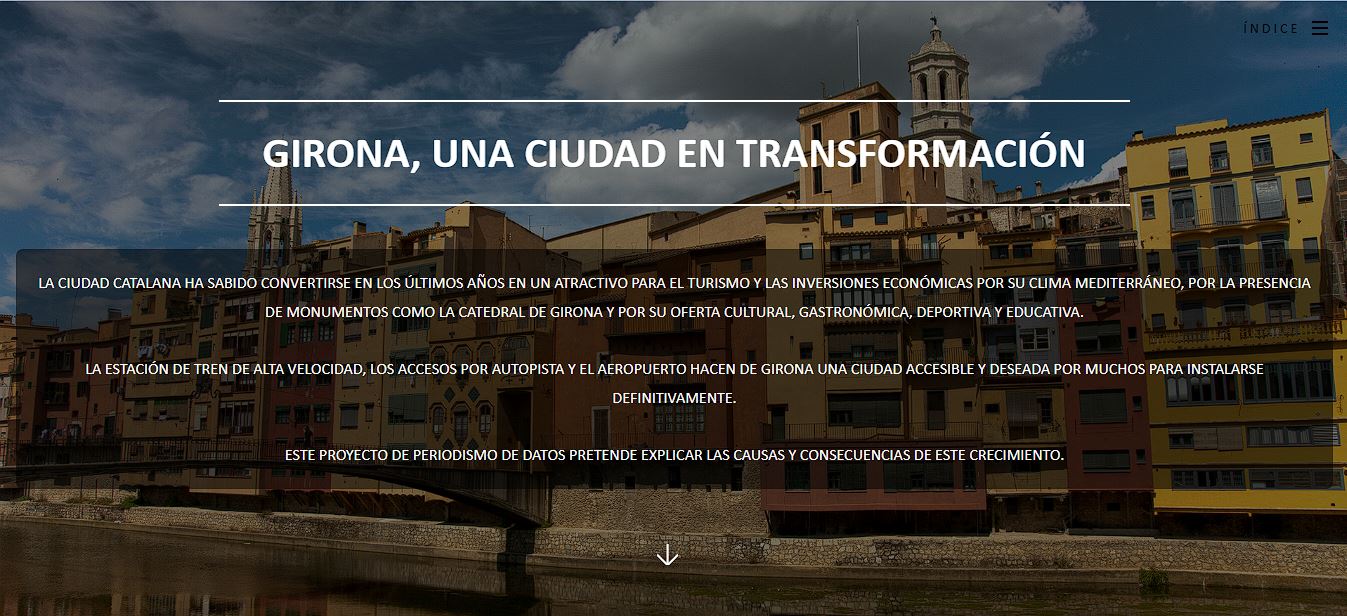 ÍNDICE
GIRONA, UNA CIUDAD EN TRANSFORMACIÓN
LA CIUDAD CATALANA HA SABIDO CONVERTIRSE EN LOS ÚLTIMOS AÑOS EN UN ATRACTIVO PARA EL TURISMO Y LAS INVERSIONES ECONÓMICAS POR SU CLIMA MEDITERRÁNEO, POR LA PRESENCIA
DE MONUMENTOS COMO LA CATEDRAL DE GIRONA Y POR SU OFERTA CULTURAL, GASTRONÓMICA, DEPORTIVA Y EDUCATIVA.
LA ESTACIÓN DE TREN DE ALTA VELOCIDAD, LOS ACCESOS POR AUTOPISTA Y EL AEROPUERTO HACEN DE GIRONA UNA CIUDAD ACCESIBLE Y DESEADA POR MUCHOS PARA INSTALARSE
DEFINITIVAMENTE.
ESTE PROYECTO DE PERIODISMO DE DATOS PRETENDE EXPLICAR LAS CAUSAS Y CONSECUENCIAS DE ESTE CRECIMIENTO.